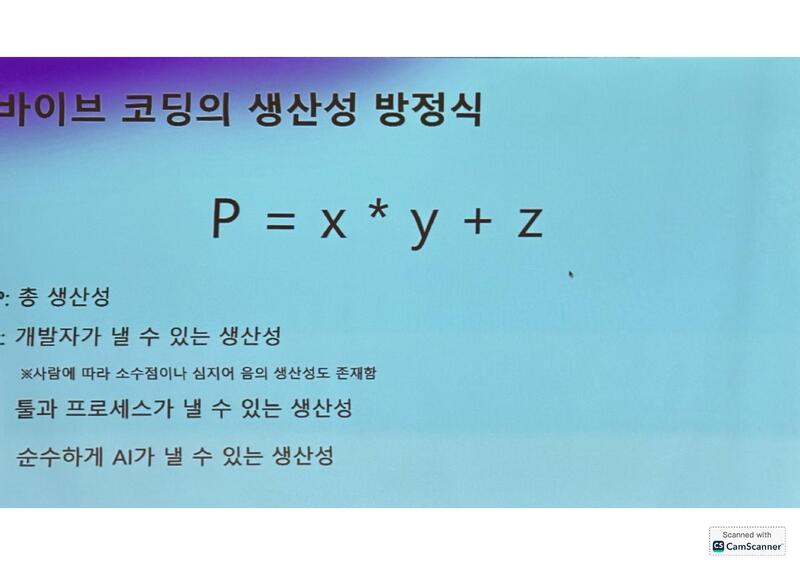 바이브 코딩의 생산성 방정식
P = x * y + z
: 총 생산성
: 개발자가 낼 수 있는 생산성
※사람에 따라 소수점이나 심지어 음의 생산성도 존재함
툴과 프로세스가 낼 수 있는 생산성
순수하게 AI가 낼 수 있는 생산성
Scanned with
CS CamScanner